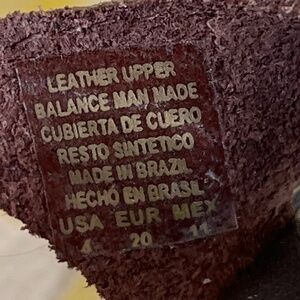 LEATHER UPPER
BALANCE MAN MADE
CUBIERTA DE CUERO
RESTO SINTETICO
MADE IN BRAZIL
HECHO EN BRASIL
USA EUR MEX
4 20 11